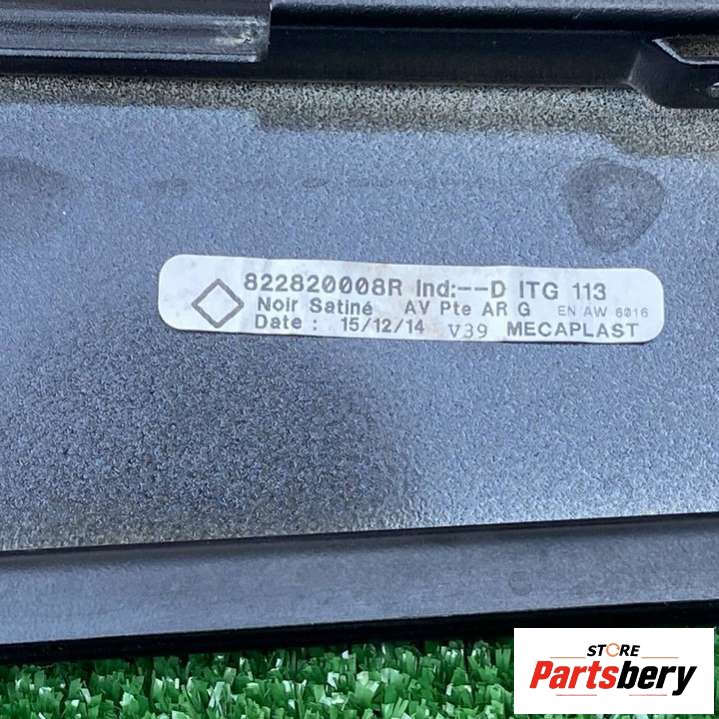 822820008R Ind:--D ITG 113
Noir Satiné AV Pte AR G EN AW 6016
Date : 15/12/14 V39 MECAPLAST
STORE
Partsbery